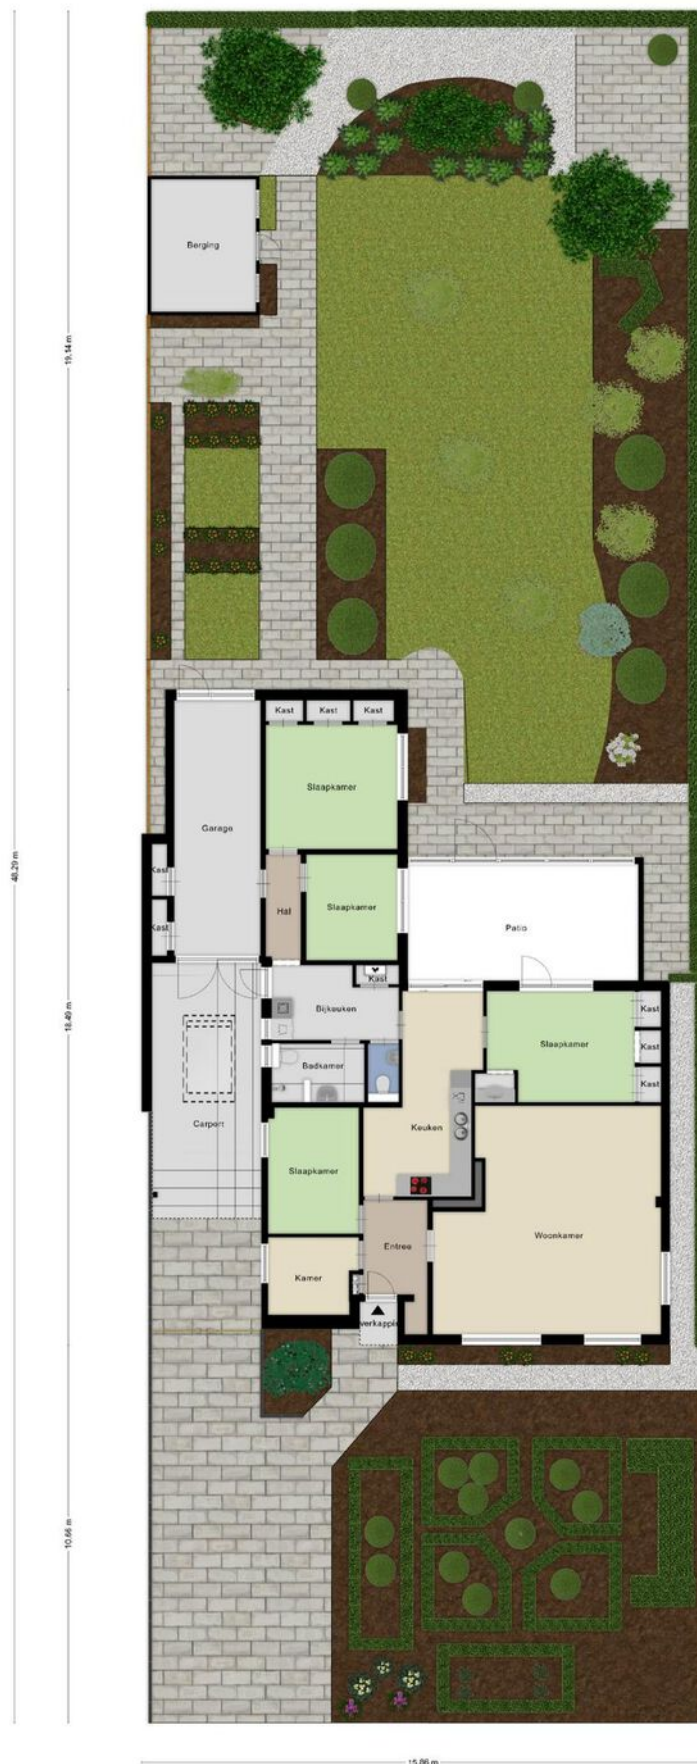 Berging
19.14 m
Kast Kast Kast
Slaapkamer
Garage
48.29 m
Kast
Slaapkamer
Hal
Kast
Patio
Kast
Bijkeuken
Kast
18.49 m
Slaapkamer
Kast
Badkamer
Kast
Carport
Keuken
Slaapkamer
Woonkamer
Entree
Kamer
verkappin
10.66 m
15.86 m